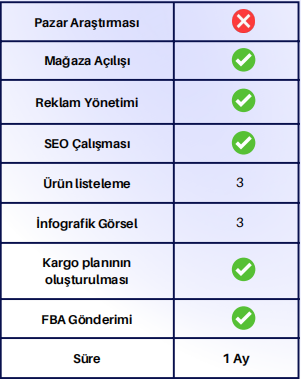 Pazar Araştırması
Mağaza Açılışı
Reklam Yönetimi
SEO Çalışması
Ürün listeleme 3
İnfografik Görsel 3
Kargo planının
oluşturulması
FBA Gönderimi
Süre 1 Ay